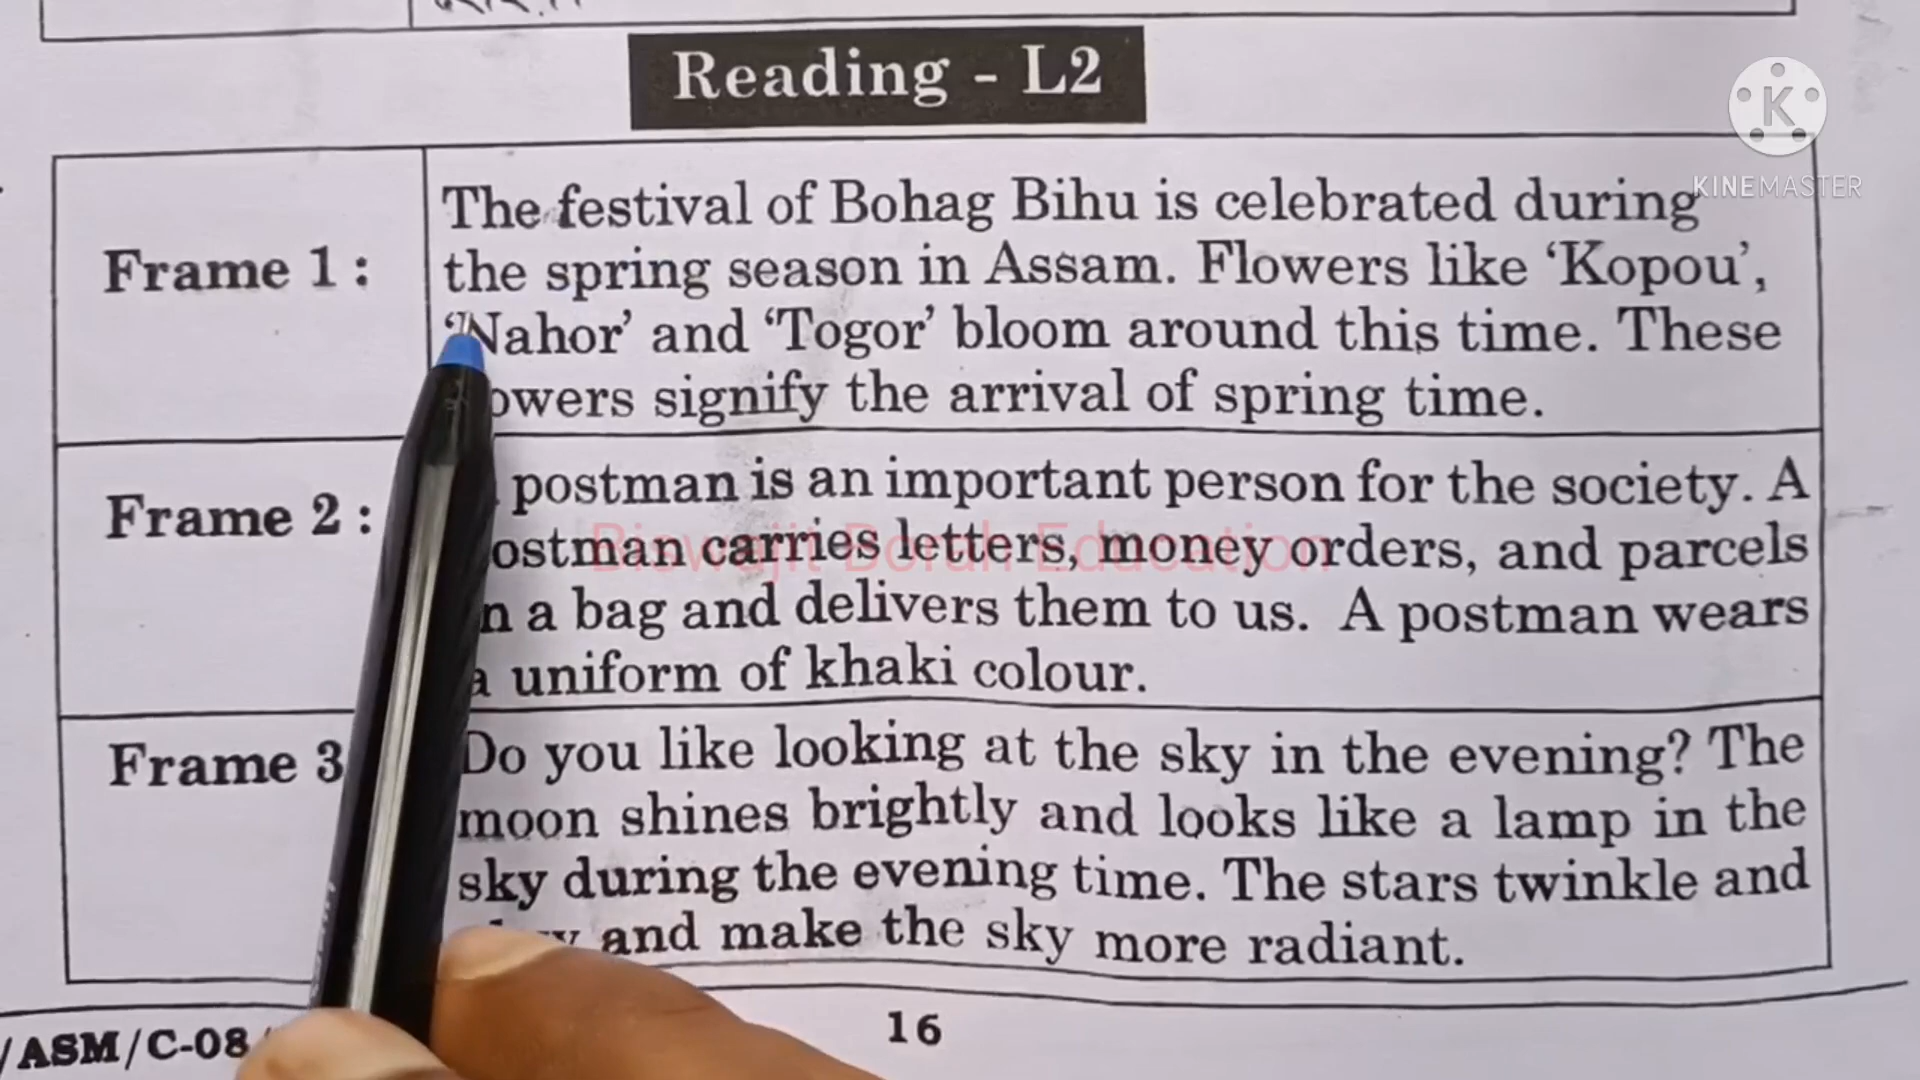 Reading - L2
K
KINEMASTER
Frame 1 :
The festival of Bohag Bihu is celebrated during
the spring season in Assam. Flowers like ‘Kopou’,
‘Nahor’ and ‘Togor’ bloom around this time. These
signify the arrival of spring time.
Frame 2 :
postman is an important person for the society. A
carries letters, money orders, and parcels
a bag and delivers them to us. A postman wears
a uniform of khaki colour.
Biswajit Borah Education
Frame 3
Do you like looking at the sky in the evening? The
moon shines brightly and looks like a lamp in the
sky during the evening time. The stars twinkle and
and make the sky more radiant.
16
/ASM/C-08